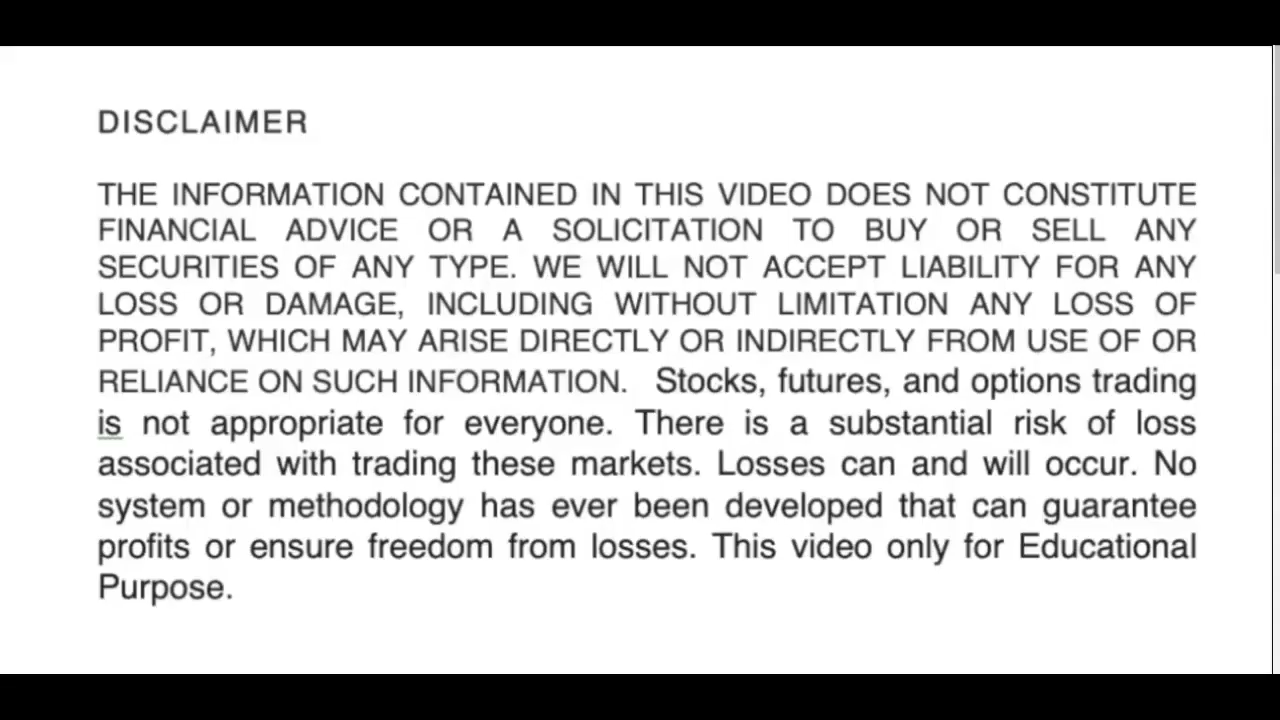 DISCLAIMER
THE INFORMATION CONTAINED IN THIS VIDEO DOES NOT CONSTITUTE
FINANCIAL ADVICE OR A SOLICITATION TO BUY OR SELL ANY
SECURITIES OF ANY TYPE. WE WILL NOT ACCEPT LIABILITY FOR ANY
LOSS OR DAMAGE, INCLUDING WITHOUT LIMITATION ANY LOSS OF
PROFIT, WHICH MAY ARISE DIRECTLY OR INDIRECTLY FROM USE OF OR
RELIANCE ON SUCH INFORMATION. Stocks, futures, and options trading
is not appropriate for everyone. There is a substantial risk of loss
associated with trading these markets. Losses can and will occur. No
system or methodology has ever been developed that can guarantee
profits or ensure freedom from losses. This video only for Educational
Purpose.